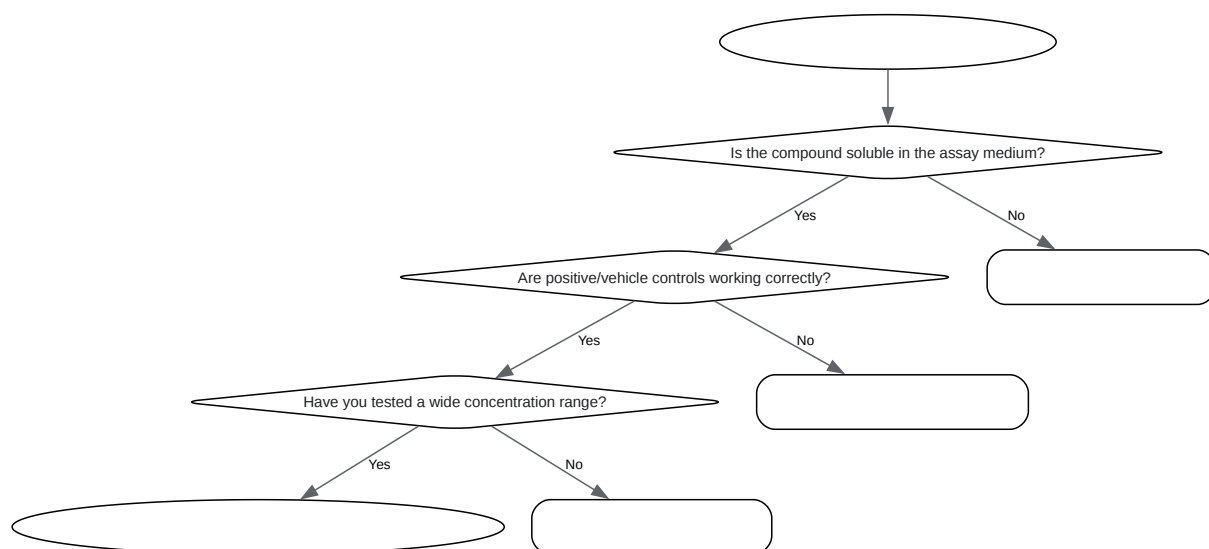 Is the compound soluble in the assay medium?
Yes
No
Are positive/vehicle controls working correctly?
Yes
No
Have you tested a wide concentration range?
Yes
No